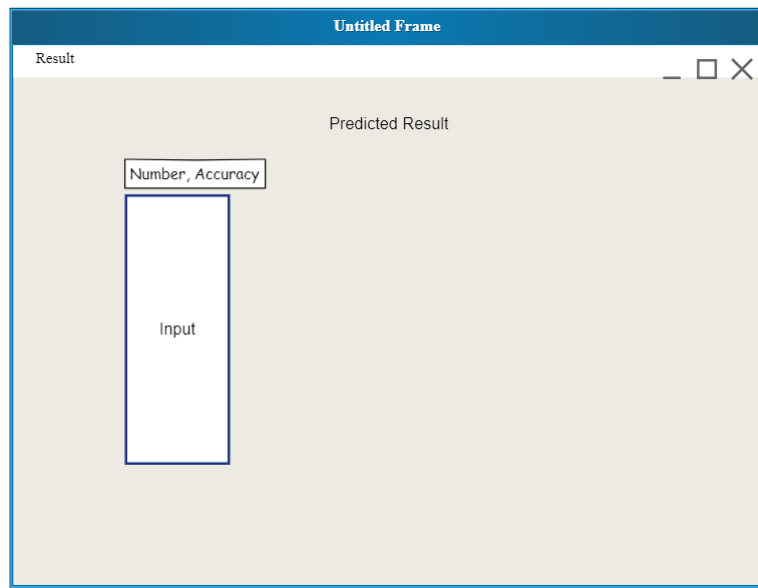 Untitled Frame
Result
Predicted Result
Number, Accuracy
Input